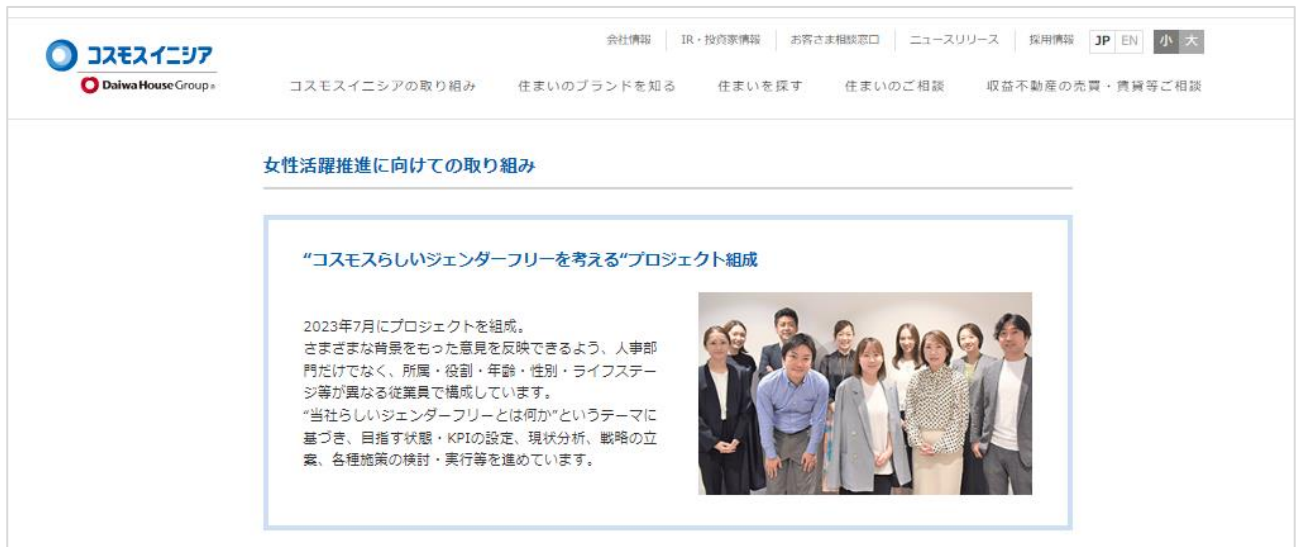 コスモスイニシア
Daiwa House Group®
会社情報
IR・投資家情報
お客さま相談窓口
ニュースリリース
採用情報
JP EN
小 大
コスモスイニシアの取り組み
住まいのブランドを知る
住まいを探す
住まいのご相談
収益不動産の売買・賃貸等ご相談
女性活躍推進に向けての取り組み
“コスモスらしいジェンダーフリーを考える“プロジェクト組成
2023年7月にプロジェクトを組成。
さまざまな背景をもった意見を反映できるよう、人事部
門だけでなく、所属・役割・年齢・性別・ライフステー
ジ等が異なる従業員で構成しています。
“当社らしいジェンダーフリーとは何か”というテーマに
基づき、目指す状態・KPIの設定、現状分析、戦略の立
案、各種施策の検討・実行等を進めています。